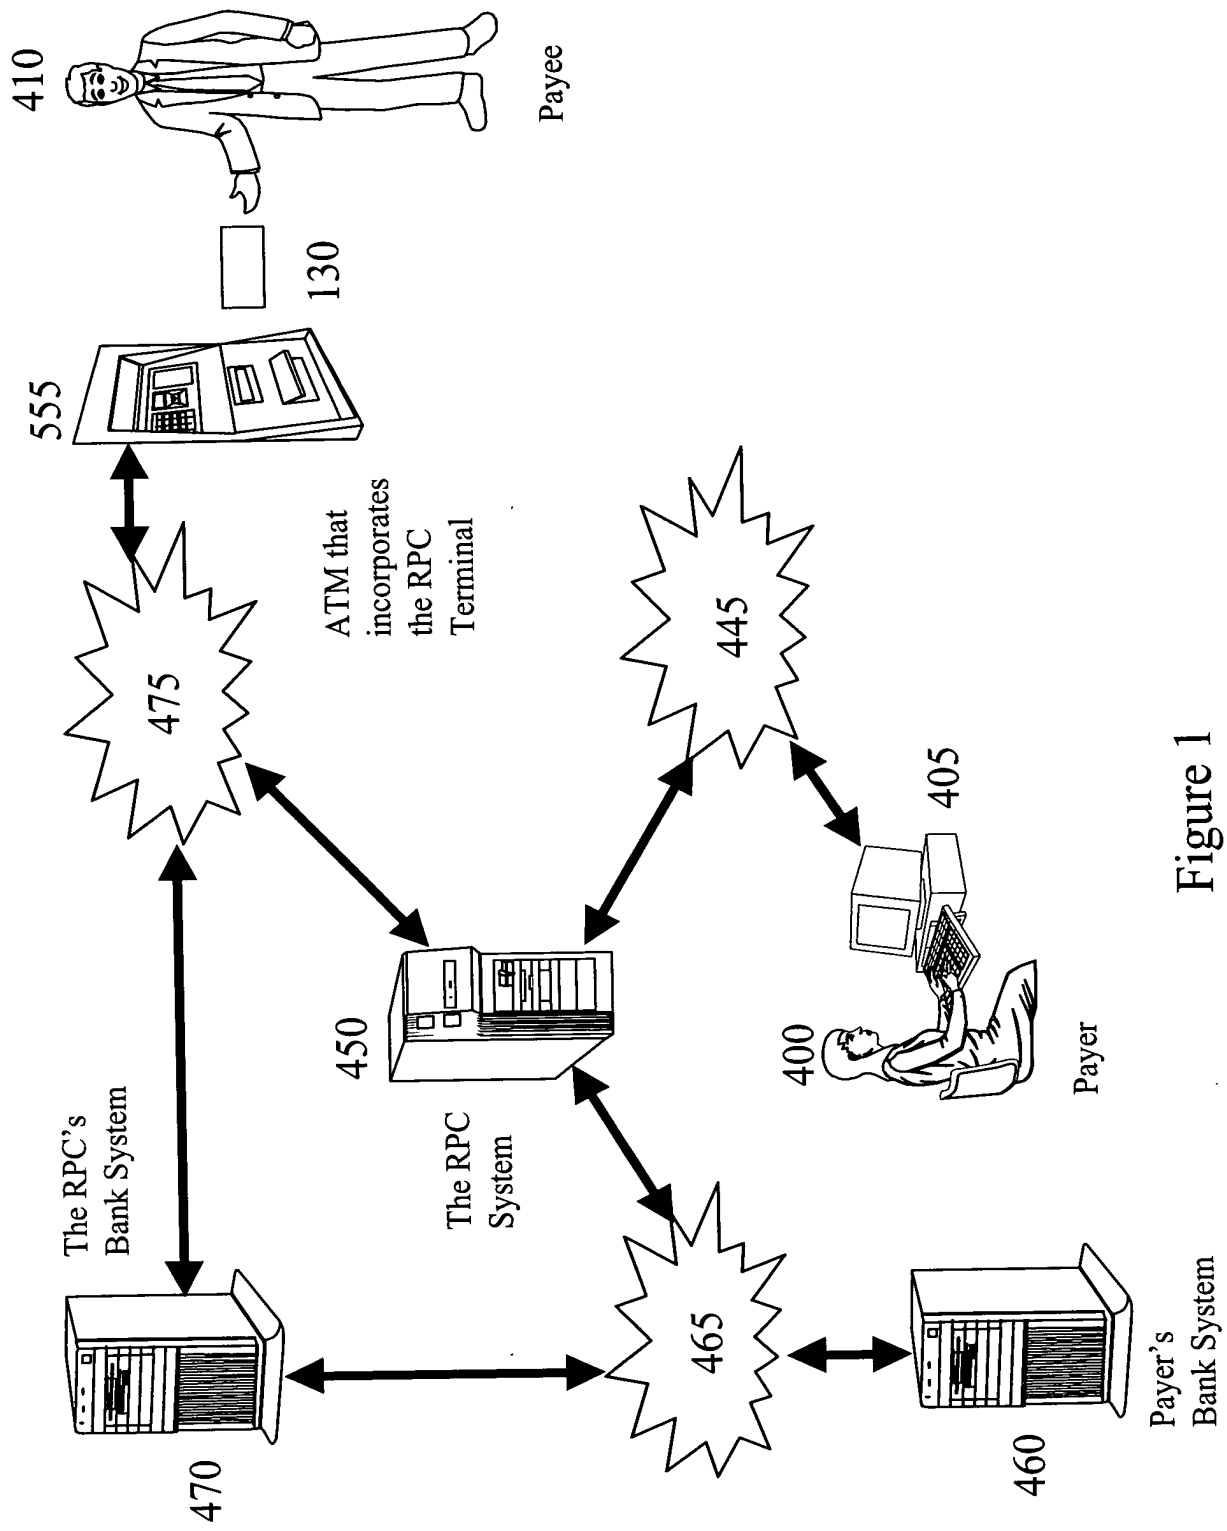 470
The RPC's
Bank System
475
555
410
130
ATM that
incorporates
the RPC
Terminal
Payee
450
The RPC
System
465
445
400
405
Payer
460
Payer's
Bank System
Figure 1